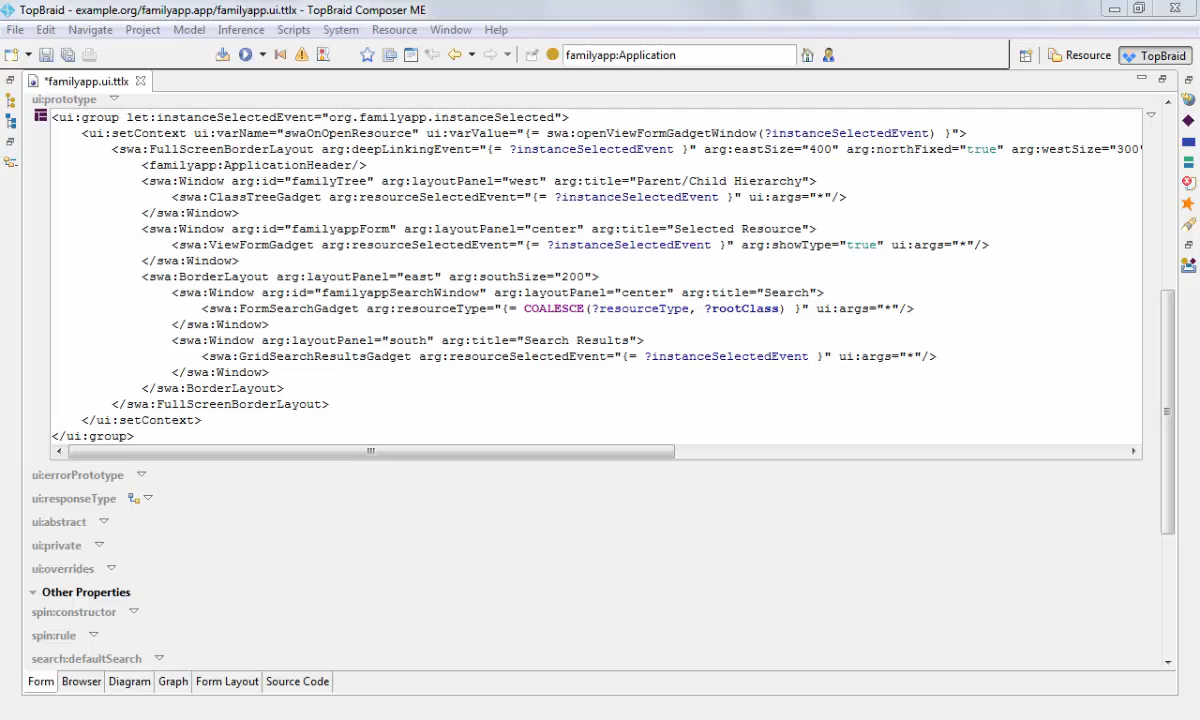 TopBraid - example.org/familyapp.app/familyapp.ui.ttlx - TopBraid Composer ME
File Edit Navigate Project Model Inference Scripts System Resource Window Help
familyapp:Application
Resource
TopBraid
*familyapp.ui.ttlx
ui:prototype
<ui:group let:instanceSelectedEvent="org.familyapp.instanceSelected">
<ui:setContext ui:varName="swaOnOpenResource" ui:varValue="{= swa:openViewFormGadgetWindow(?instanceSelectedEvent) }">
<swa:FullScreenBorderLayout arg:deepLinkingEvent="{= ?instanceSelectedEvent }" arg:eastSize="400" arg:northFixed="true" arg:westSize="300"
<familyapp:ApplicationHeader/>
<swa:Window arg:id="familyTree" arg:layoutPanel="west" arg:title="Parent/Child Hierarchy">
<swa:ClassTreeGadget arg:resourceSelectedEvent="{= ?instanceSelectedEvent }" ui:args="*"/>
</swa:Window>
<swa:Window arg:id="familyappForm" arg:layoutPanel="center" arg:title="Selected Resource">
<swa:ViewFormGadget arg:resourceSelectedEvent="{= ?instanceSelectedEvent }" arg:showType="true" ui:args="*"/>
</swa:Window>
<swa:BorderLayout arg:layoutPanel="east" arg:southSize="200">
<swa:Window arg:id="familyappSearchWindow" arg:layoutPanel="center" arg:title="Search">
<swa:FormSearchGadget arg:resourceType="{= COALESCE(?resourceType, ?rootClass) }" ui:args="*"/>
</swa:Window>
<swa:Window arg:layoutPanel="south" arg:title="Search Results">
<swa:GridSearchResultsGadget arg:resourceSelectedEvent="{= ?instanceSelectedEvent }" ui:args="*"/>
</swa:Window>
</swa:BorderLayout>
</swa:FullScreenBorderLayout>
</ui:setContext>
</ui:group>
ui:errorPrototype
ui:responseType
ui:abstract
ui:private
ui:overrides
Other Properties
spin:constructor
spin:rule
search:defaultSearch
Form Browser Diagram Graph Form Layout Source Code